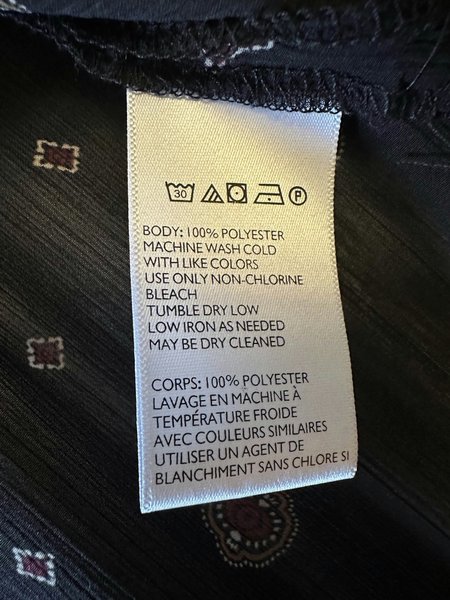 30 P
BODY: 100% POLYESTER
MACHINE WASH COLD
WITH LIKE COLORS
USE ONLY NON-CHLORINE
BLEACH
TUMBLE DRY LOW
LOW IRON AS NEEDED
MAY BE DRY CLEANED
CORPS: 100% POLYESTER
LAVAGE EN MACHINE À
TEMPÉRATURE FROIDE
AVEC COULEURS SIMILAIRES
UTILISER UN AGENT DE
BLANCHIMENT SANS CHLORE SI